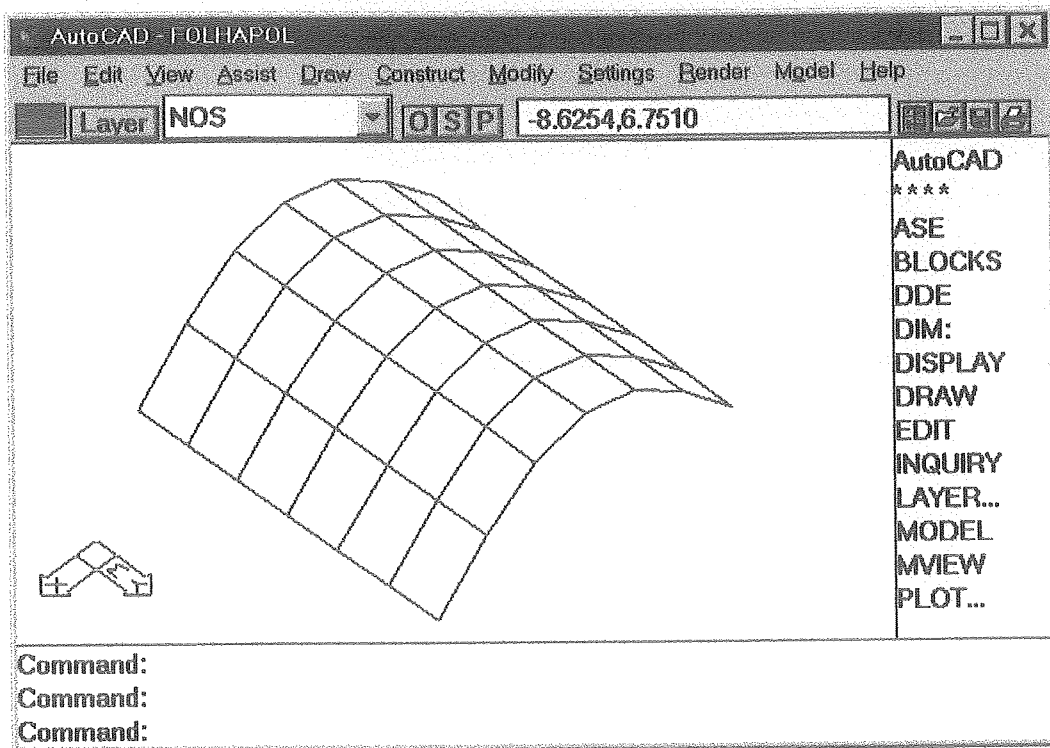 AutoCAD - FOLHAPOL
File Edit View Assist Draw Construct Modify Settings Render Model Help
Layer NOS O S P -8.6254,6.7510
AutoCAD
* * * *
ASE
BLOCKS
DDE
DIM:
DISPLAY
DRAW
EDIT
INQUIRY
LAYER...
MODEL
MVIEW
PLOT...
Command:
Command:
Command: